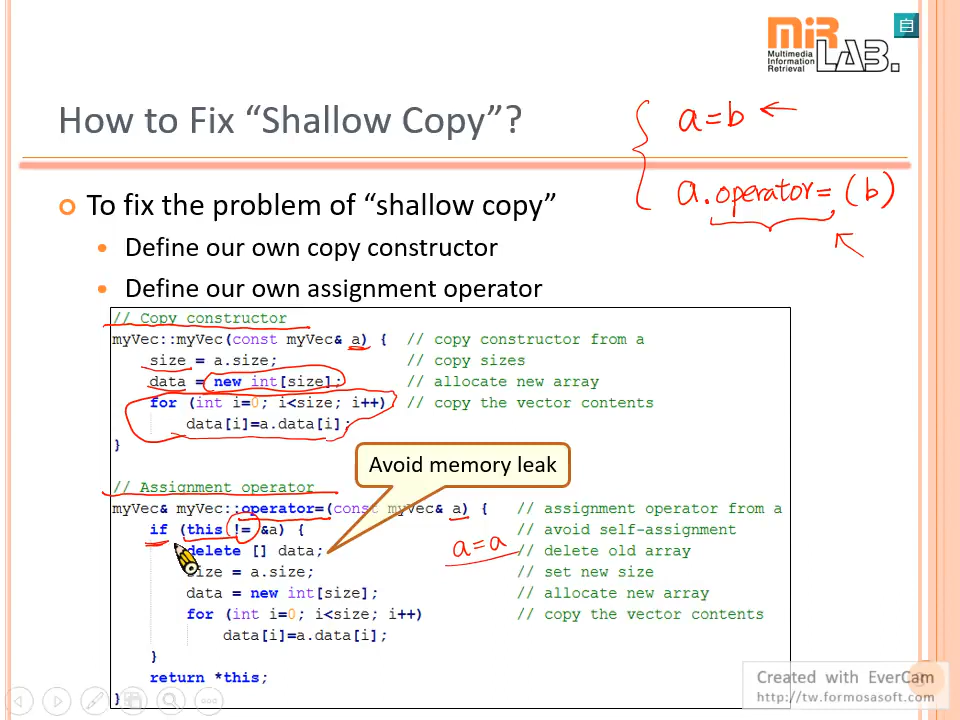 自
MIR
Multimedia
Information
Retrieval
LAB.
How to Fix “Shallow Copy”?
a=b ←
a.operator= (b)
To fix the problem of “shallow copy”
Define our own copy constructor
Define our own assignment operator
// Copy constructor
myVec::myVec(const myVec& a) { // copy constructor from a
size = a.size; // copy sizes
data = new int[size]; // allocate new array
for (int i=0; i<size; i++) // copy the vector contents
data[i]=a.data[i];
}
Avoid memory leak
// Assignment operator
myVec& myVec::operator=(const myVec& a) { // assignment operator from a
if (this != &a) { // avoid self-assignment
a=a
delete [] data; // delete old array
size = a.size; // set new size
data = new int[size]; // allocate new array
for (int i=0; i<size; i++) // copy the vector contents
data[i]=a.data[i];
}
return *this;
}
Created with EverCam
http://tw.formosasoft.com